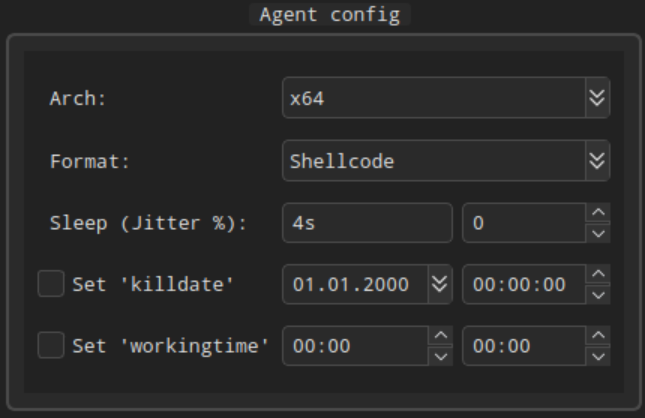 Agent config
Arch: x64
Format: Shellcode
Sleep (Jitter %): 4s 0
Set 'killdate' 01.01.2000 00:00:00
Set 'workingtime' 00:00 00:00